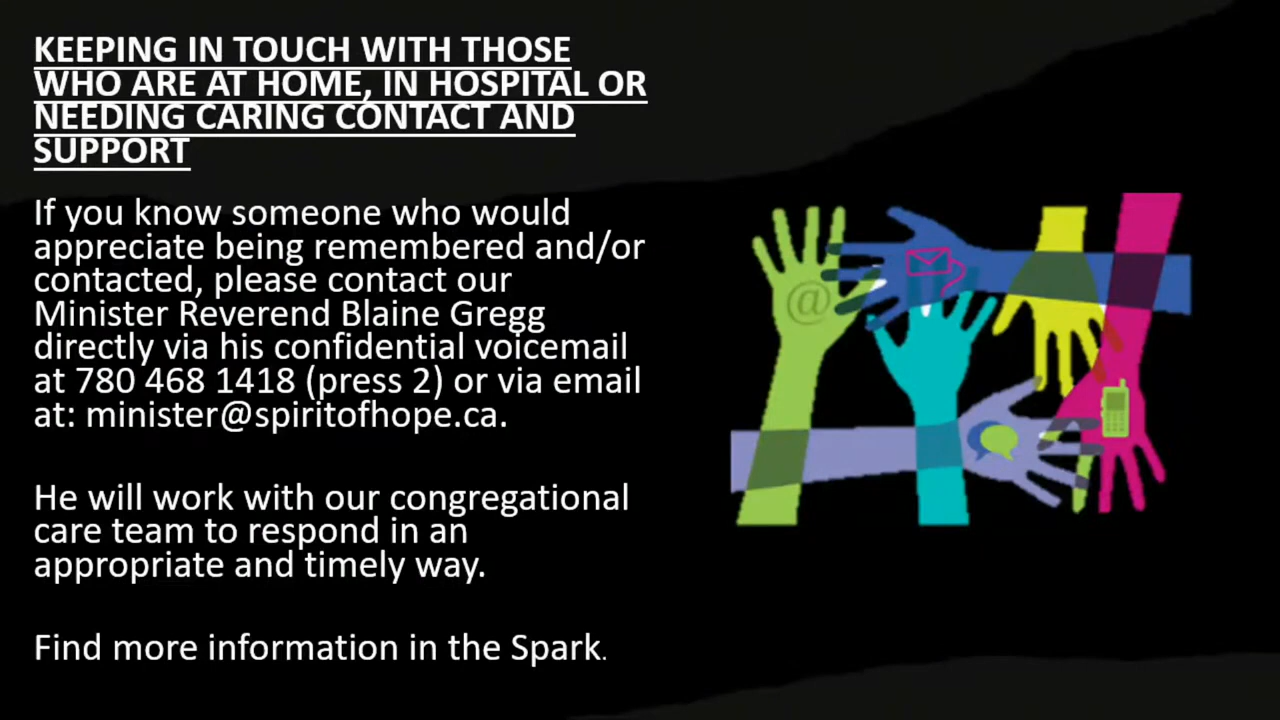 KEEPING IN TOUCH WITH THOSE
WHO ARE AT HOME, IN HOSPITAL OR
NEEDING CARING CONTACT AND
SUPPORT
If you know someone who would
appreciate being remembered and/or
contacted, please contact our
Minister Reverend Blaine Gregg
directly via his confidential voicemail
at 780 468 1418 (press 2) or via email
at: minister@spiritofhope.ca.
He will work with our congregational
care team to respond in an
appropriate and timely way.
Find more information in the Spark.
@